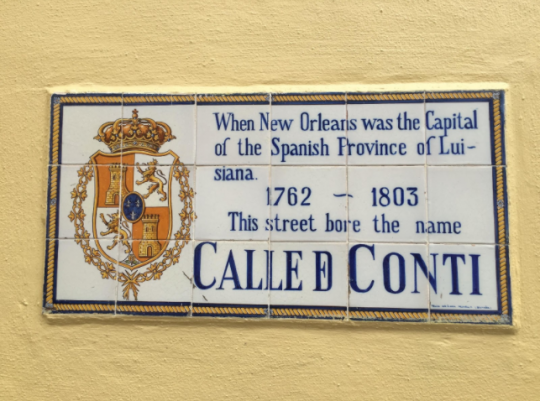 When New Orleans was the Capital
of the Spanish Province of Lui-
siana.
1762 ~ 1803
This street bore the name
CALLE D CONTI